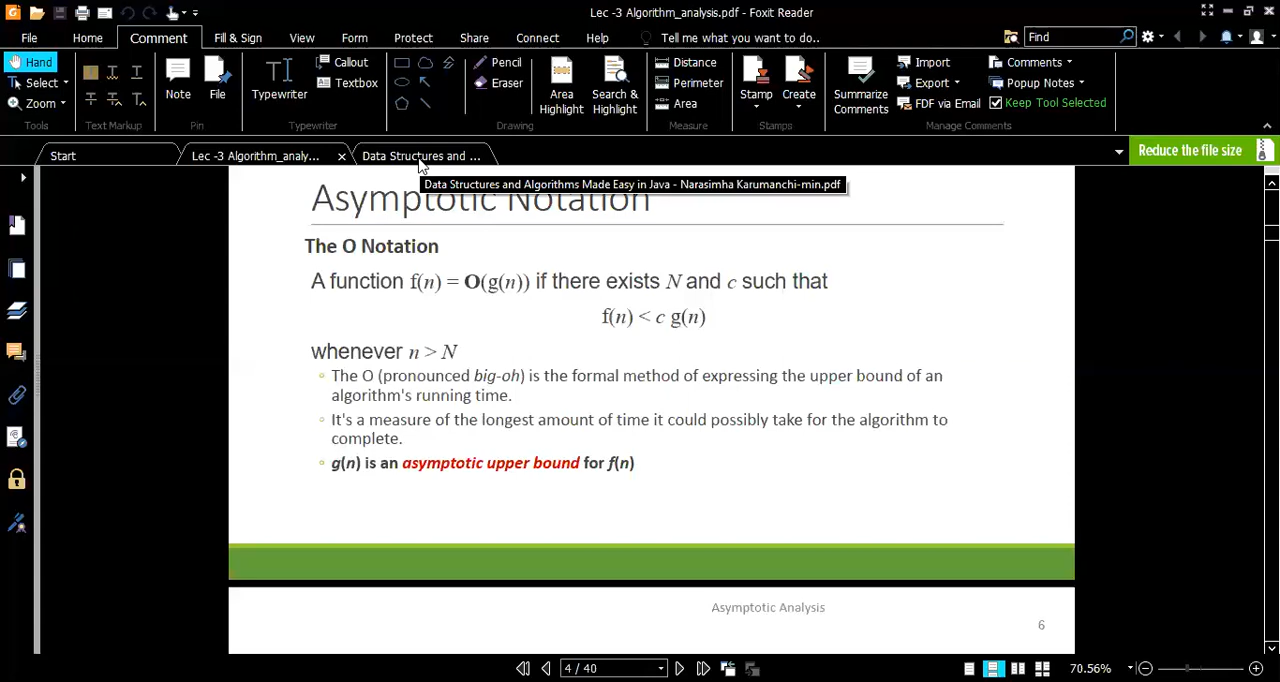 Lec -3 Algorithm_analysis.pdf - Foxit Reader
File Home Comment Fill & Sign View Form Protect Share Connect Help Tell me what you want to do.. Find
Hand
Select
Zoom
Tools
Text Markup
Note
File
Pin
Typewriter
Callout
Textbox
Typewriter
Pencil
Eraser
Area
Highlight
Search &
Highlight
Drawing
Distance
Perimeter
Area
Measure
Stamp
Create
Stamps
Summarize
Comments
Import
Export
FDF via Email
Comments
Popup Notes
Keep Tool Selected
Manage Comments
Start
Lec -3 Algorithm_analy...
Data Structures and ...
Reduce the file size
Data Structures and Algorithms Made Easy in Java - Narasimha Karumanchi-min.pdf
Asymptotic Notation
The O Notation
A function f(n) = O(g(n)) if there exists N and c such that
f(n) < c g(n)
whenever n > N
The O (pronounced big-oh) is the formal method of expressing the upper bound of an
algorithm's running time.
It's a measure of the longest amount of time it could possibly take for the algorithm to
complete.
g(n) is an asymptotic upper bound for f(n)
Asymptotic Analysis
6
4 / 40
70.56%